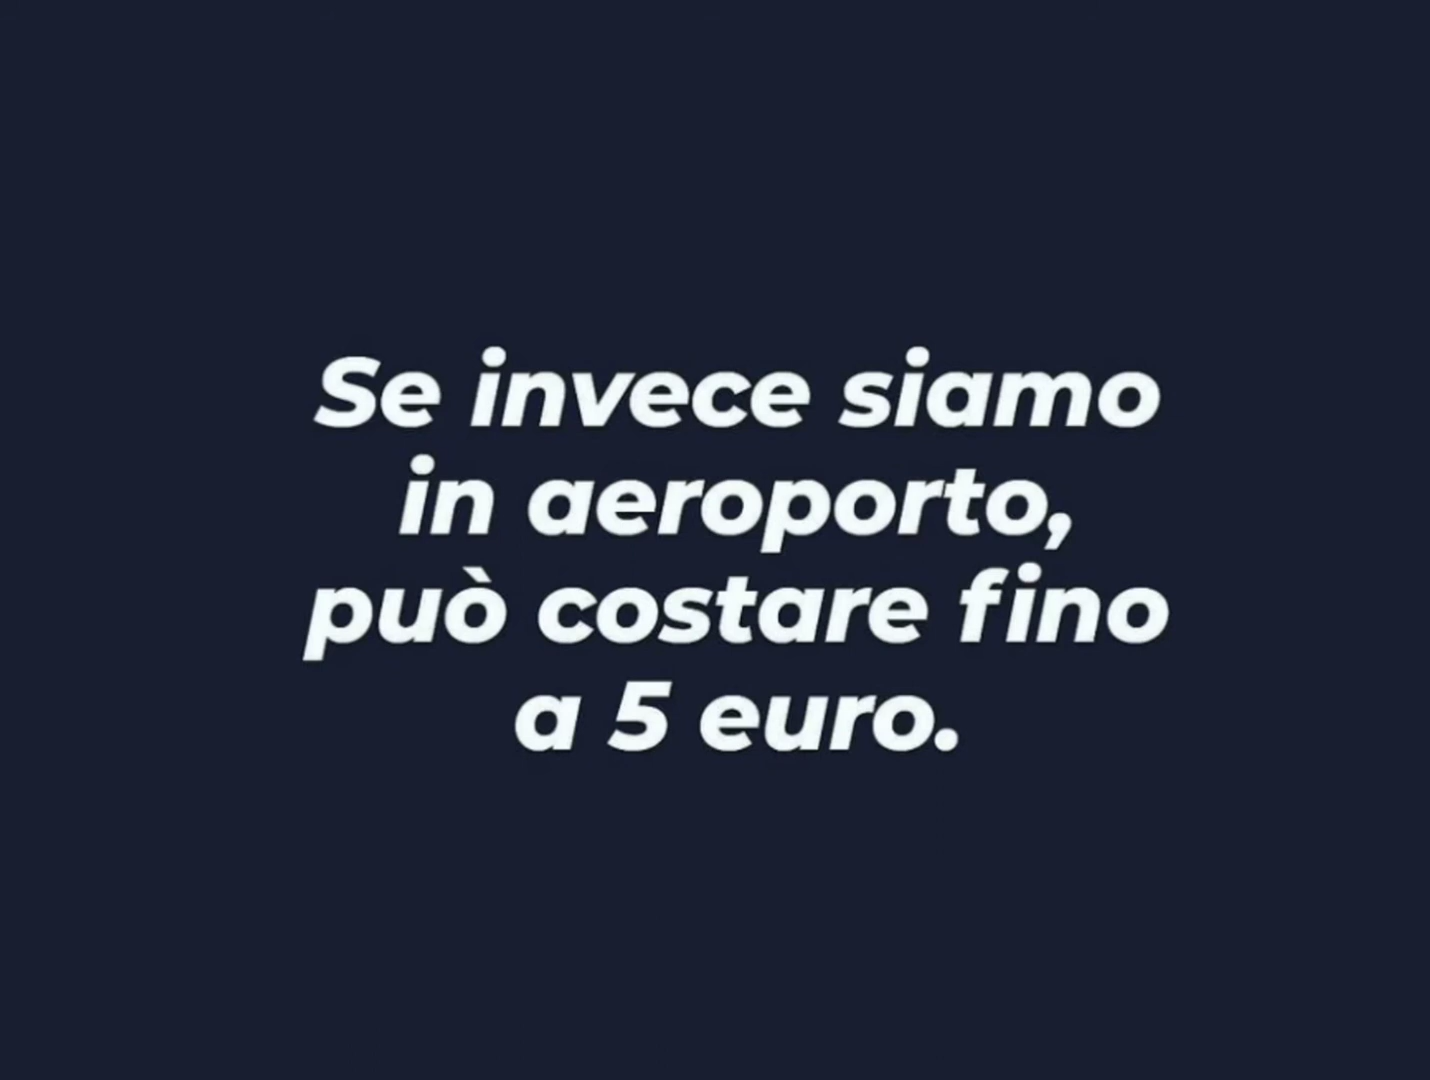 Se invece siamo
in aeroporto,
può costare fino
a 5 euro.